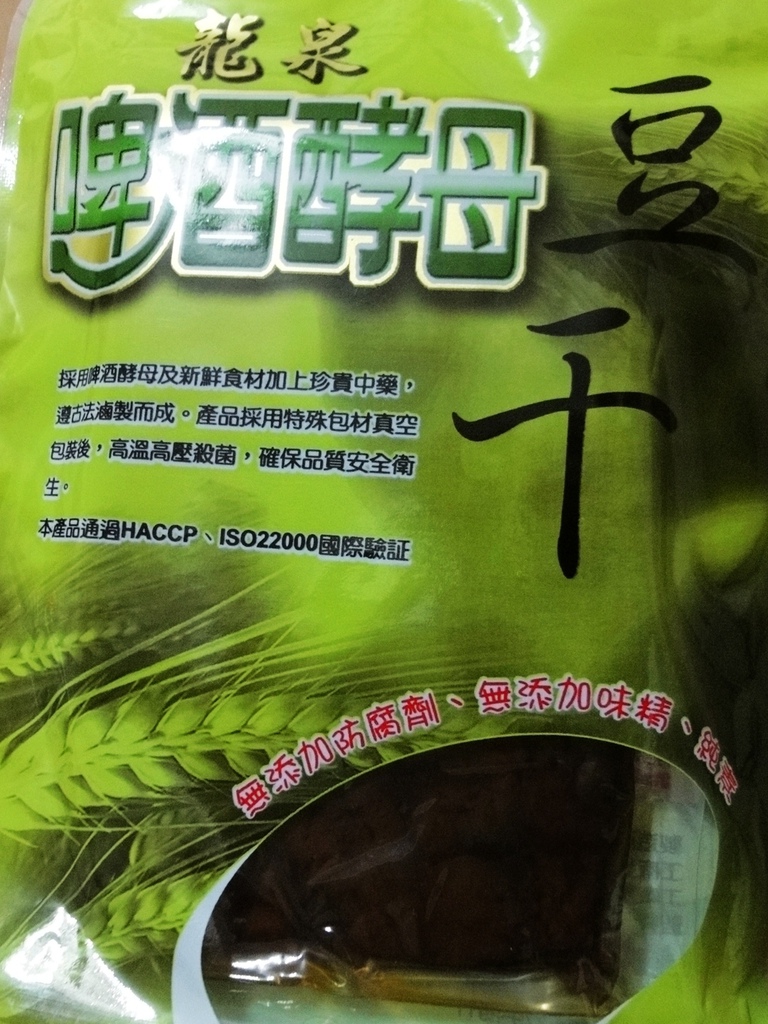 龍泉
啤酒酵母
豆干
採用啤酒酵母及新鮮食材加上珍貴中藥，
遵古法滷製而成。產品採用特殊包材真空
包裝後，高溫高壓殺菌，確保品質安全衛
生。
本產品通過HACCP、ISO22000國際驗証
無添加防腐劑、無添加味精、純素